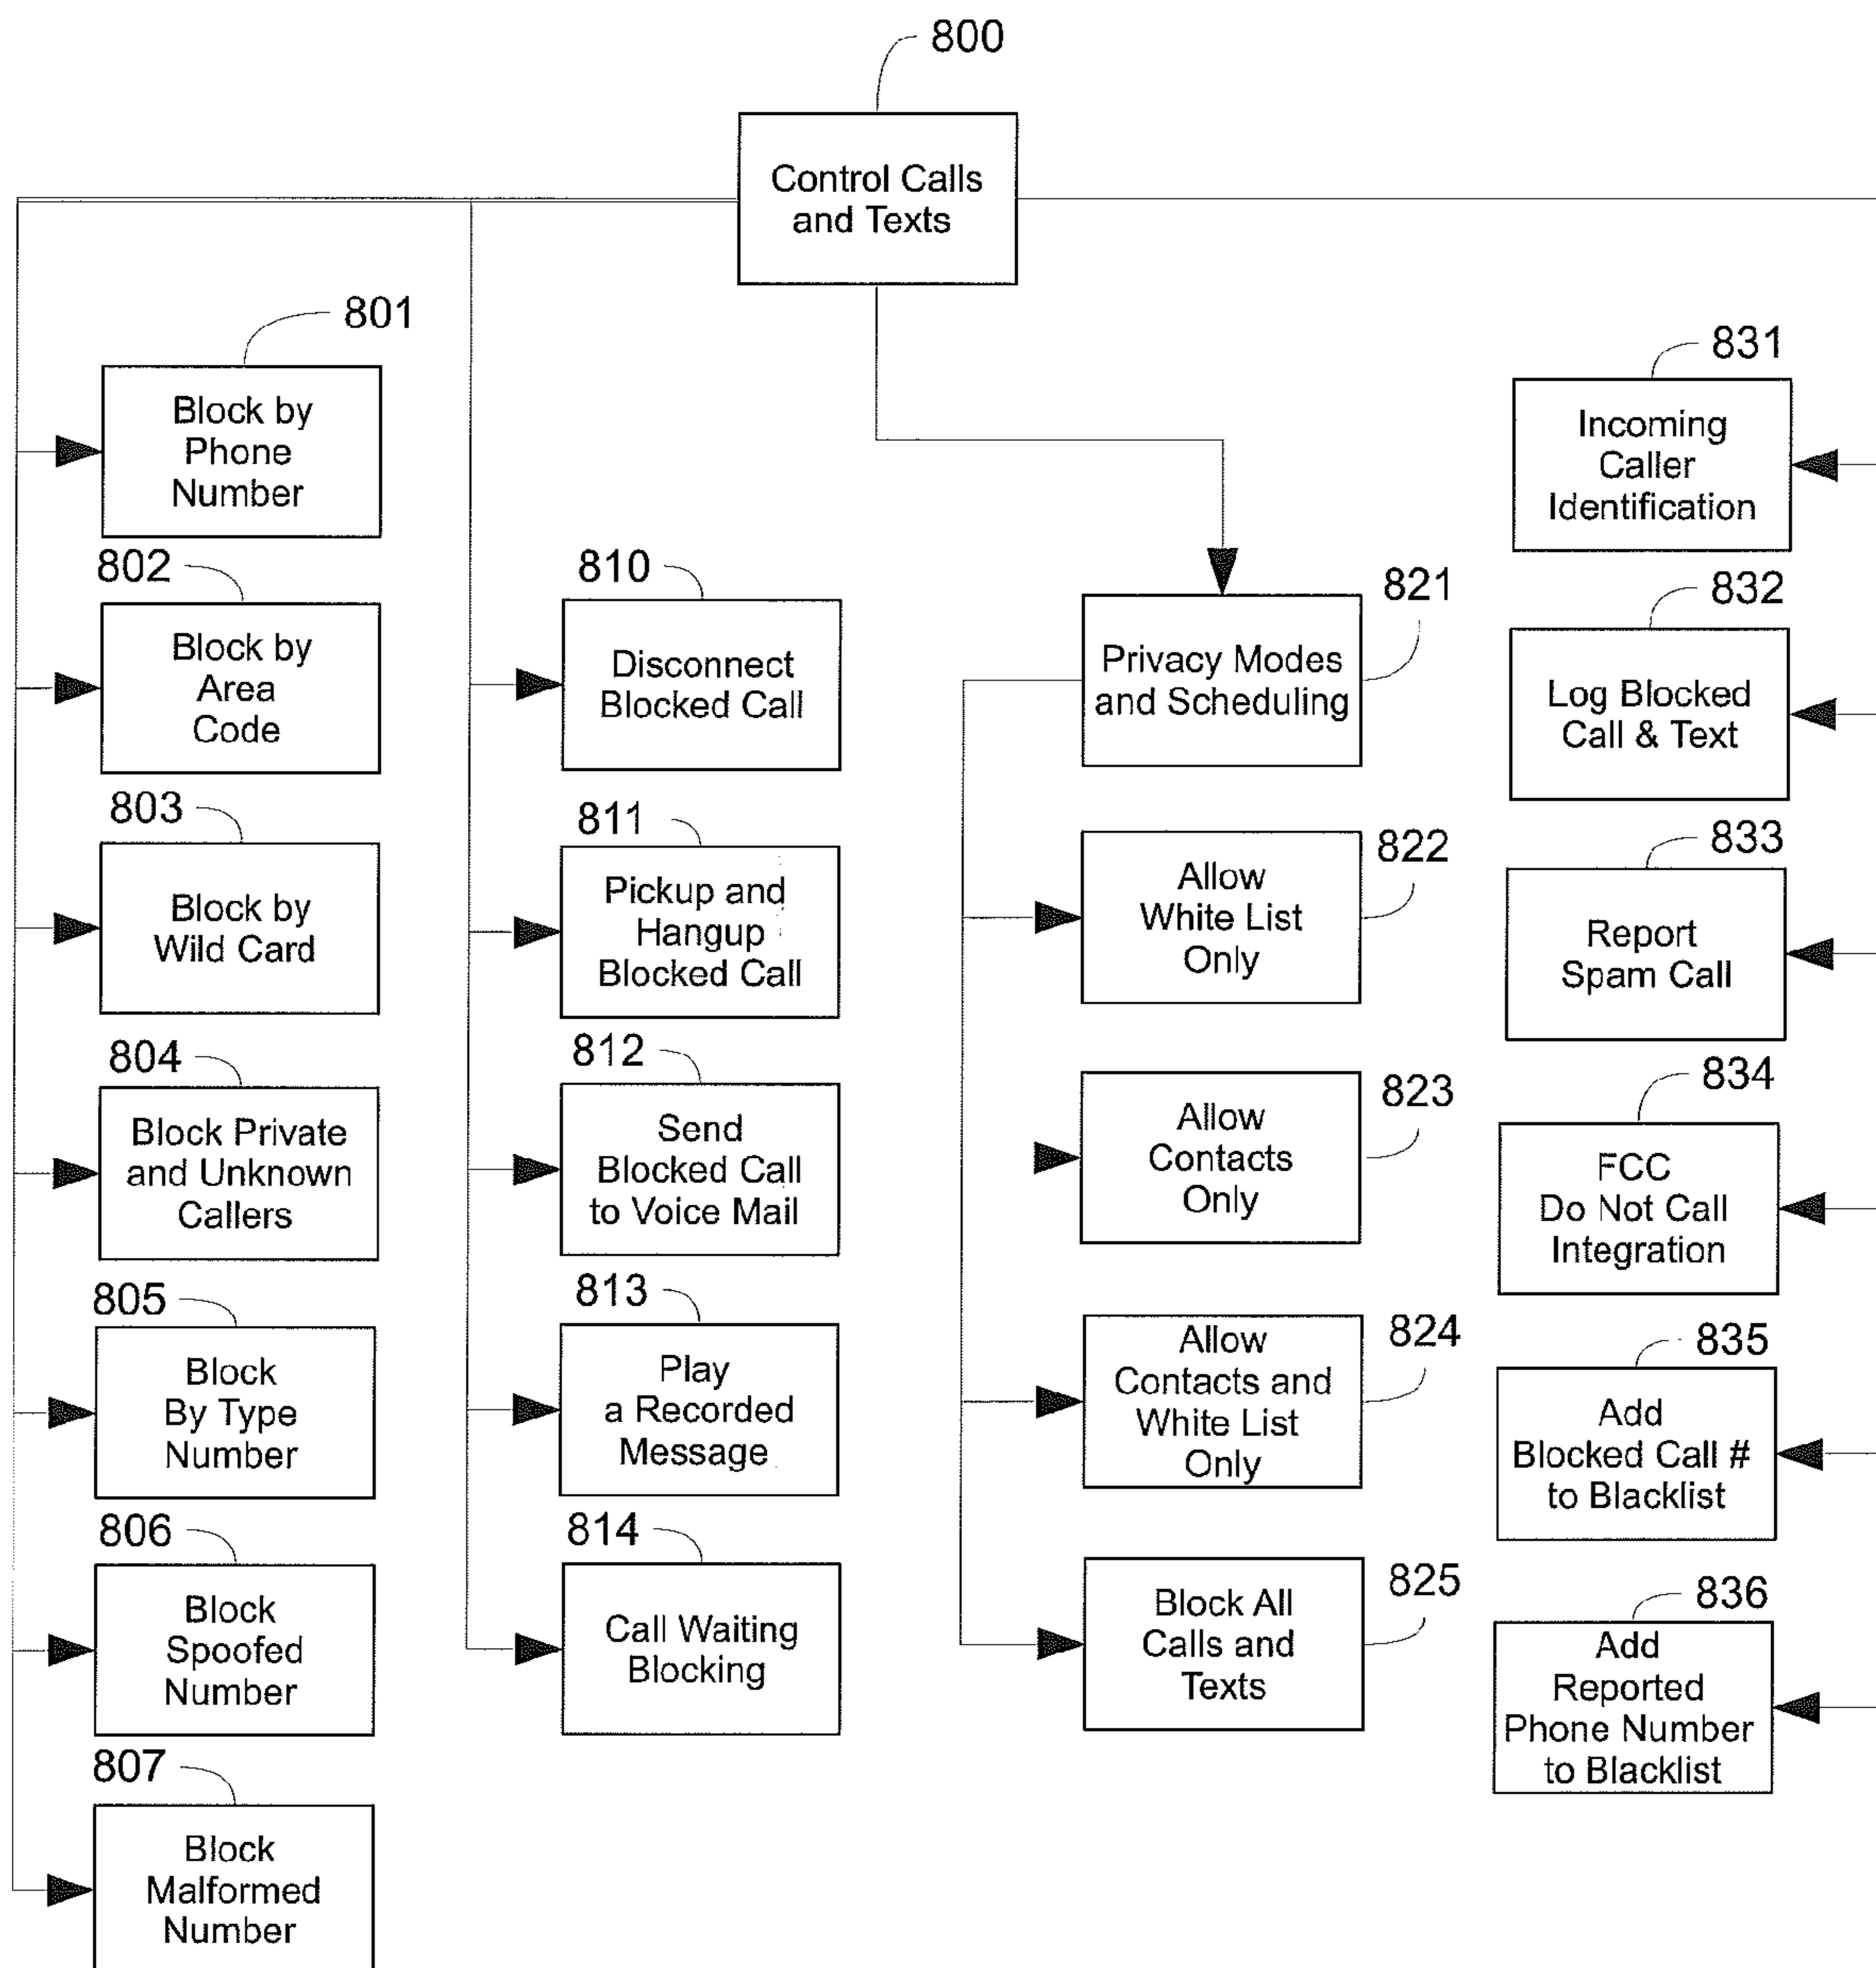 800
Control Calls
and Texts
801
Block by
Phone
Number
802
Block by
Area
Code
803
Block by
Wild Card
804
Block Private
and Unknown
Callers
805
Block
By Type
Number
806
Block
Spoofed
Number
807
Block
Malformed
Number
810
Disconnect
Blocked Call
811
Pickup and
Hangup
Blocked Call
812
Send
Blocked Call
to Voice Mail
813
Play
a Recorded
Message
814
Call Waiting
Blocking
821
Privacy Modes
and Scheduling
822
Allow
White List
Only
823
Allow
Contacts
Only
824
Allow
Contacts and
White List
Only
825
Block All
Calls and
Texts
831
Incoming
Caller
Identification
832
Log Blocked
Call & Text
833
Report
Spam Call
834
FCC
Do Not Call
Integration
835
Add
Blocked Call #
to Blacklist
836
Add
Reported
Phone Number
to Blacklist